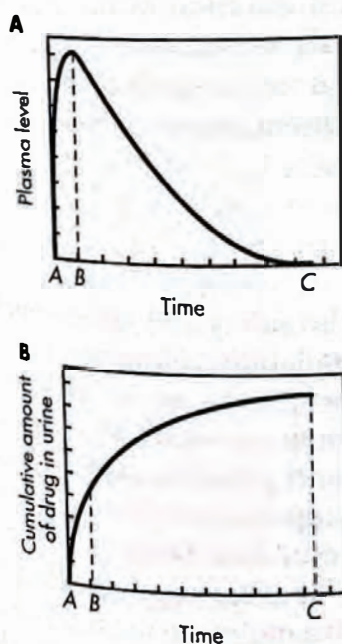 A
Plasma level
A B C
Time
B
Cumulative amount
of drug in urine
A B C
Time